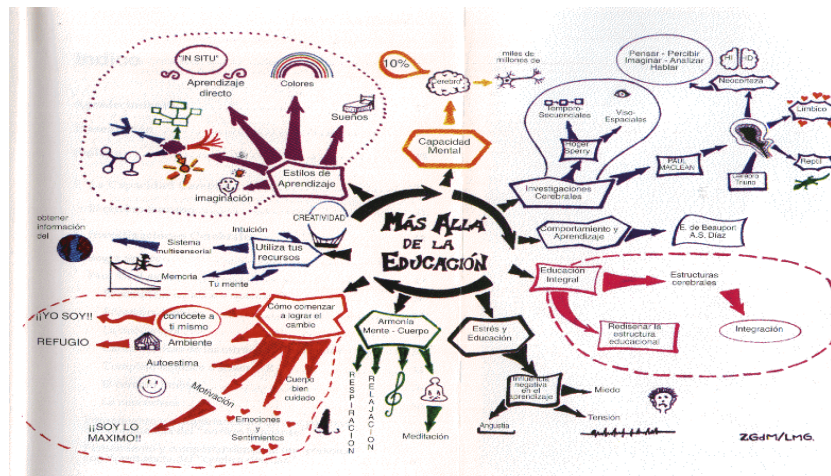 MÁS ALLÁ
DE LA
EDUCACIÓN
Capacidad
Mental
10%
Cerebro
miles de
millones de
Investigaciones
Cerebrales
Roger
Sperry
Temporo-
Secuenciales
Viso-
Espaciales
PAUL
MACLEAN
Cerebro
Triuno
Neocorteza
HI
HD
Pensar - Percibir
Imaginar - Analizar
Hablar
Límbico
Reptil
Comportamiento y
Aprendizaje
E. de Beauport
A.S. Díaz
Educación
Integral
Estructuras
cerebrales
Integración
Rediseñar la
estructura
educacional
Estrés y
Educación
Influencia
negativa
en el
aprendizaje
Miedo
Tensión
Angustia
Armonía
Mente - Cuerpo
RESPIRACION
RELAJACION
Meditación
Cómo comenzar
a lograr el
cambio
conócete a
ti mismo
¡¡YO SOY!!
Ambiente
REFUGIO
Autoestima
Motivación
¡¡SOY LO
MAXIMO!!
Emociones
y
Sentimientos
Cuerpo
bien
cuidado
Utiliza tus
recursos
CREATIVIDAD
Intuición
Sistema
multisensorial
obtener
información
del
Memoria
Tu mente
Estilos de
Aprendizaje
"IN SITU"
Aprendizaje
directo
Colores
Sueños
imaginación
Z.GdM/LMG.